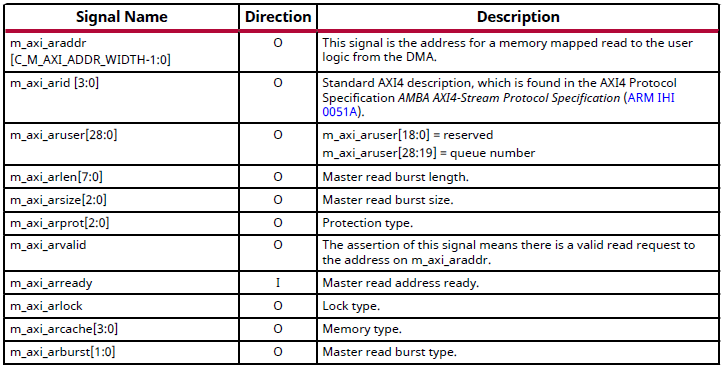 Signal Name Direction Description
m_axi_araddr O This signal is the address for a memory mapped read to the user
[C_M_AXI_ADDR_WIDTH-1:0] logic from the DMA.
m_axi_arid [3:0] O Standard AXI4 description, which is found in the AXI4 Protocol
Specification AMBA AXI4-Stream Protocol Specification (ARM IHI
0051A).
m_axi_aruser[28:0] O m_axi_aruser[18:0] = reserved
m_axi_aruser[28:19] = queue number
m_axi_arlen[7:0] O Master read burst length.
m_axi_arsize[2:0] O Master read burst size.
m_axi_arprot[2:0] O Protection type.
m_axi_arvalid O The assertion of this signal means there is a valid read request to
the address on m_axi_araddr.
m_axi_arready I Master read address ready.
m_axi_arlock O Lock type.
m_axi_arcache[3:0] O Memory type.
m_axi_arburst[1:0] O Master read burst type.